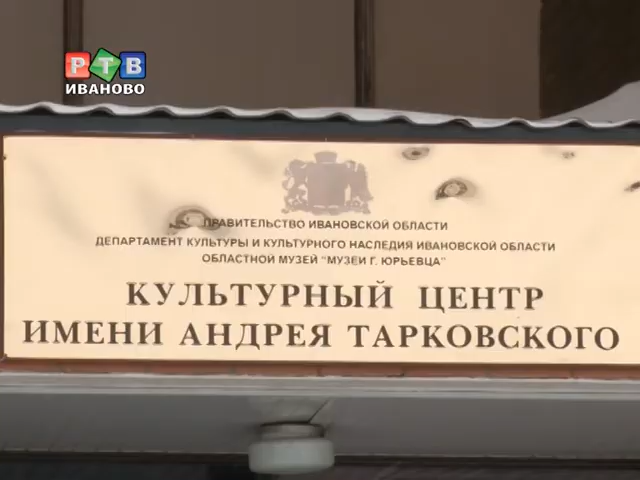 РТВ
ИВАНОВО
ПРАВИТЕЛЬСТВО ИВАНОВСКОЙ ОБЛАСТИ
ДЕПАРТАМЕНТ КУЛЬТУРЫ И КУЛЬТУРНОГО НАСЛЕДИЯ ИВАНОВСКОЙ ОБЛАСТИ
ОБЛАСТНОЙ МУЗЕЙ "МУЗЕИ Г. ЮРЬЕВЦА"
КУЛЬТУРНЫЙ ЦЕНТР
ИМЕНИ АНДРЕЯ ТАРКОВСКОГО